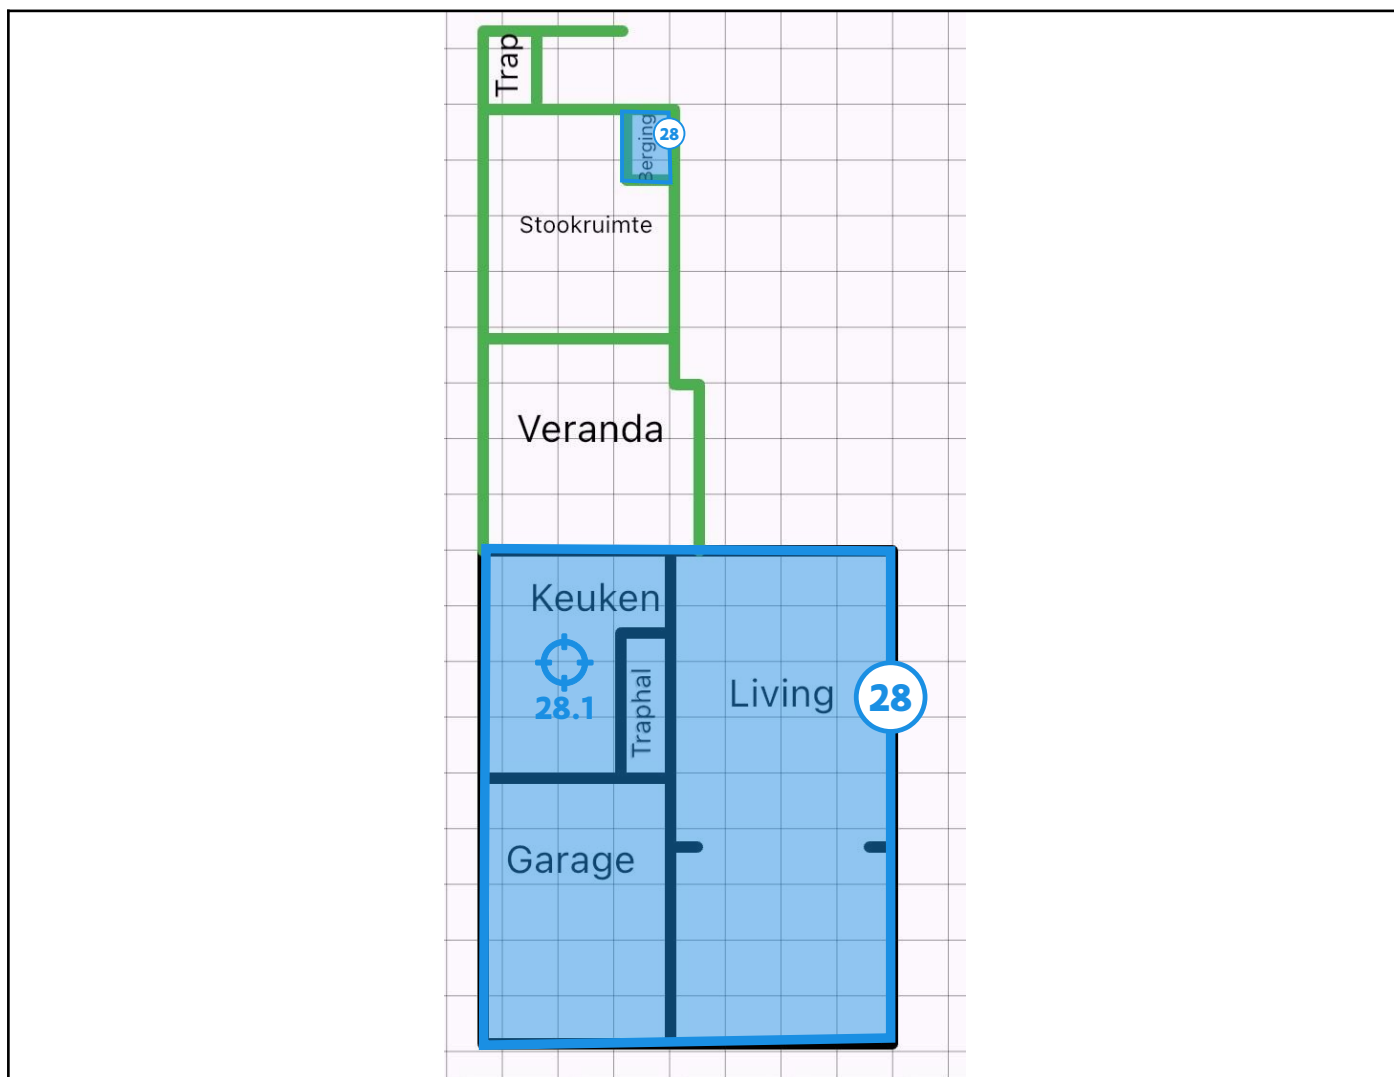 Trap
Berging
28
Stookruimte
Veranda
Keuken
28.1
Traphal
Living
28
Garage